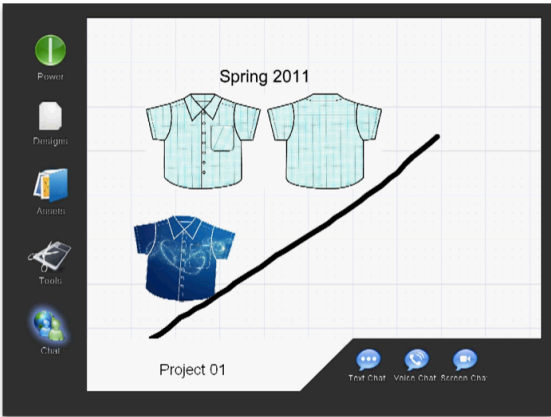 Power
Designs
Assets
Tools
Chat
Spring 2011
Project 01
Text Chat
Voice Chat
Screen Cha